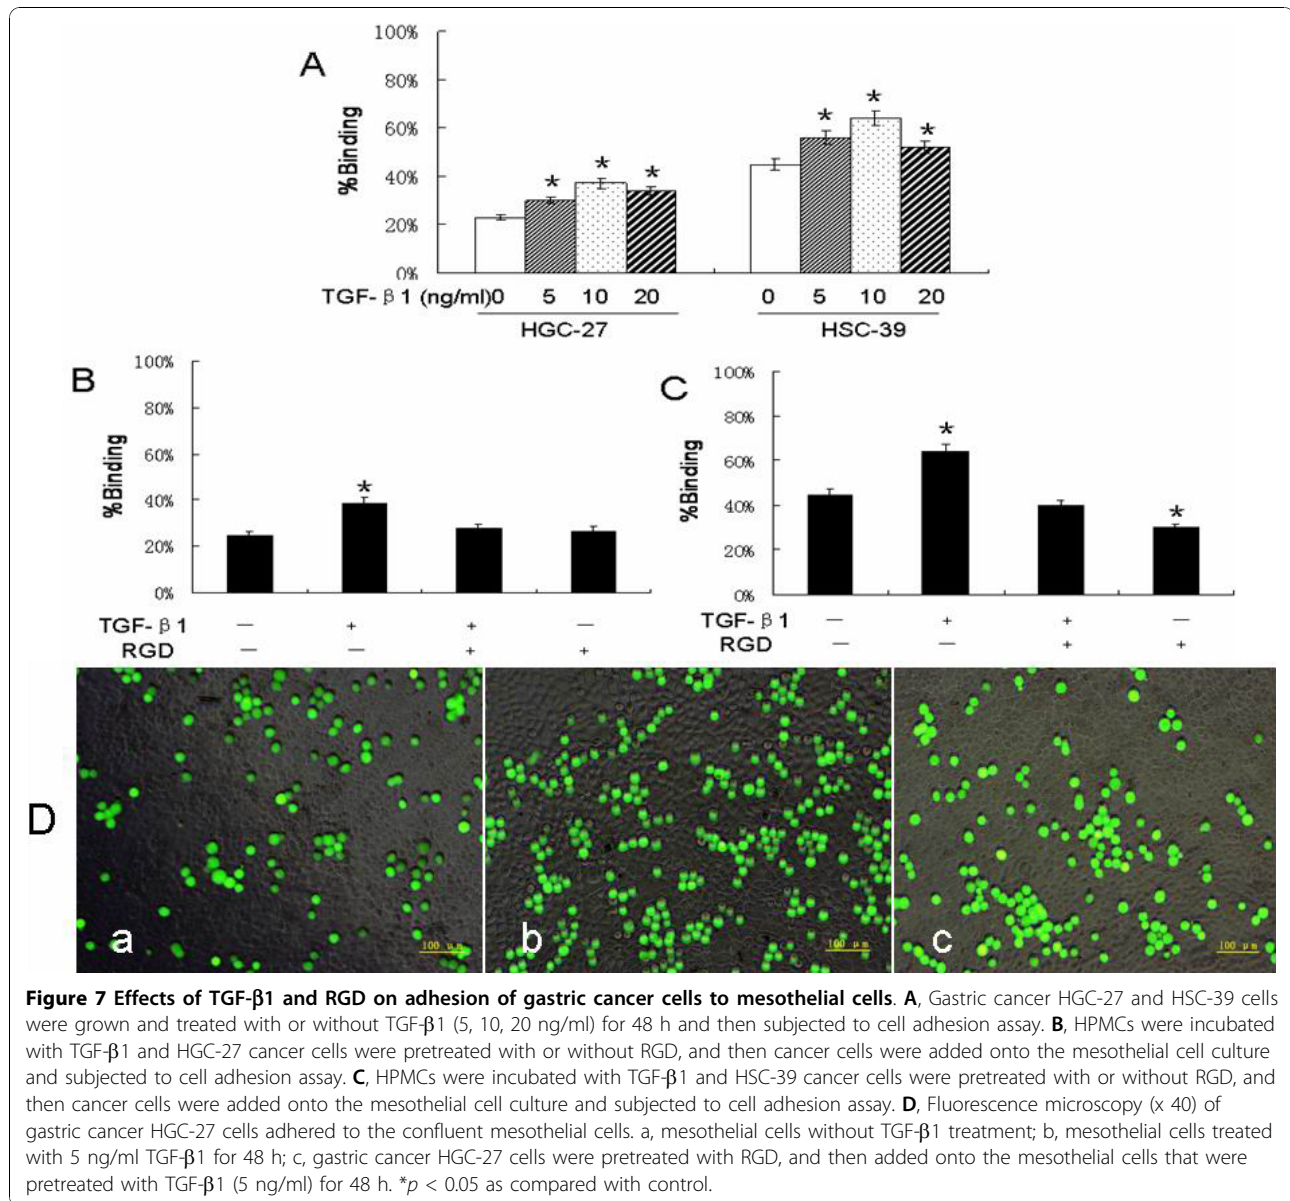 A
100%
80%
60%
40%
20%
0%
%Binding
* * * * * *
TGF- β 1 (ng/ml) 0 5 10 20 0 5 10 20
HGC-27 HSC-39
B
100%
80%
60%
40%
20%
0%
%Binding
*
TGF- β 1 — + + —
RGD — — + +
C
100%
80%
60%
40%
20%
0%
%Binding
* *
TGF- β 1 — + + —
RGD — — + +
D
a 100 μm b 100 μm c 100 μm
Figure 7 Effects of TGF-β1 and RGD on adhesion of gastric cancer cells to mesothelial cells. A, Gastric cancer HGC-27 and HSC-39 cells
were grown and treated with or without TGF-β1 (5, 10, 20 ng/ml) for 48 h and then subjected to cell adhesion assay. B, HPMCs were incubated
with TGF-β1 and HGC-27 cancer cells were pretreated with or without RGD, and then cancer cells were added onto the mesothelial cell culture
and subjected to cell adhesion assay. C, HPMCs were incubated with TGF-β1 and HSC-39 cancer cells were pretreated with or without RGD, and
then cancer cells were added onto the mesothelial cell culture and subjected to cell adhesion assay. D, Fluorescence microscopy (x 40) of
gastric cancer HGC-27 cells adhered to the confluent mesothelial cells. a, mesothelial cells without TGF-β1 treatment; b, mesothelial cells treated
with 5 ng/ml TGF-β1 for 48 h; c, gastric cancer HGC-27 cells were pretreated with RGD, and then added onto the mesothelial cells that were
pretreated with TGF-β1 (5 ng/ml) for 48 h. *p < 0.05 as compared with control.